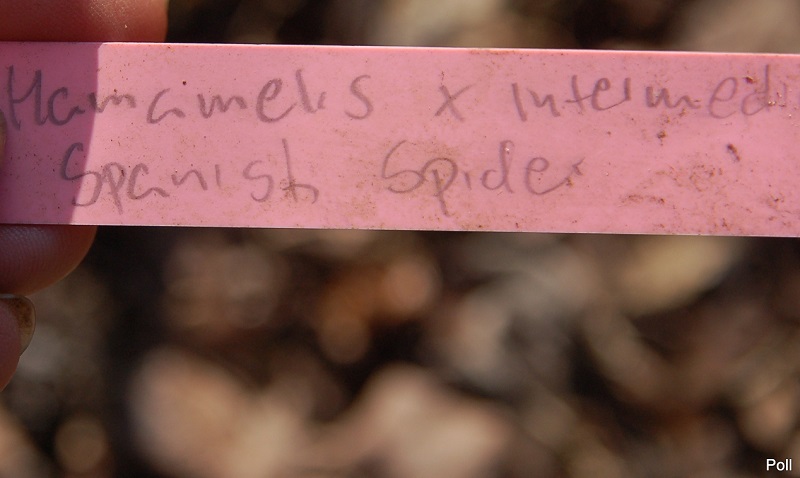 Hamamelis x intermedi
Spanish Spider
Poll